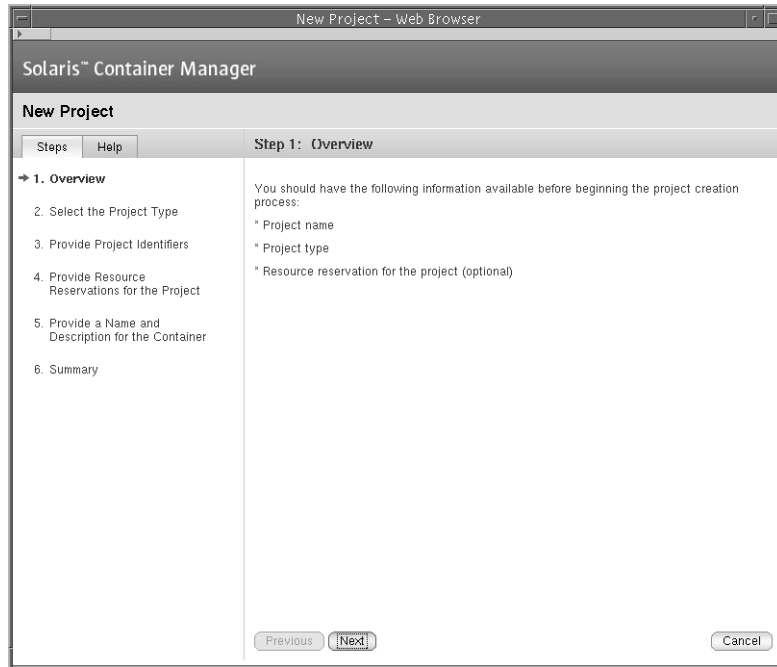 New Project – Web Browser
Solaris™ Container Manager
New Project
Steps Help
Step 1: Overview
➔ 1. Overview
2. Select the Project Type
3. Provide Project Identifiers
4. Provide Resource
Reservations for the Project
5. Provide a Name and
Description for the Container
6. Summary
You should have the following information available before beginning the project creation
process:
* Project name
* Project type
* Resource reservation for the project (optional)
Previous Next Cancel